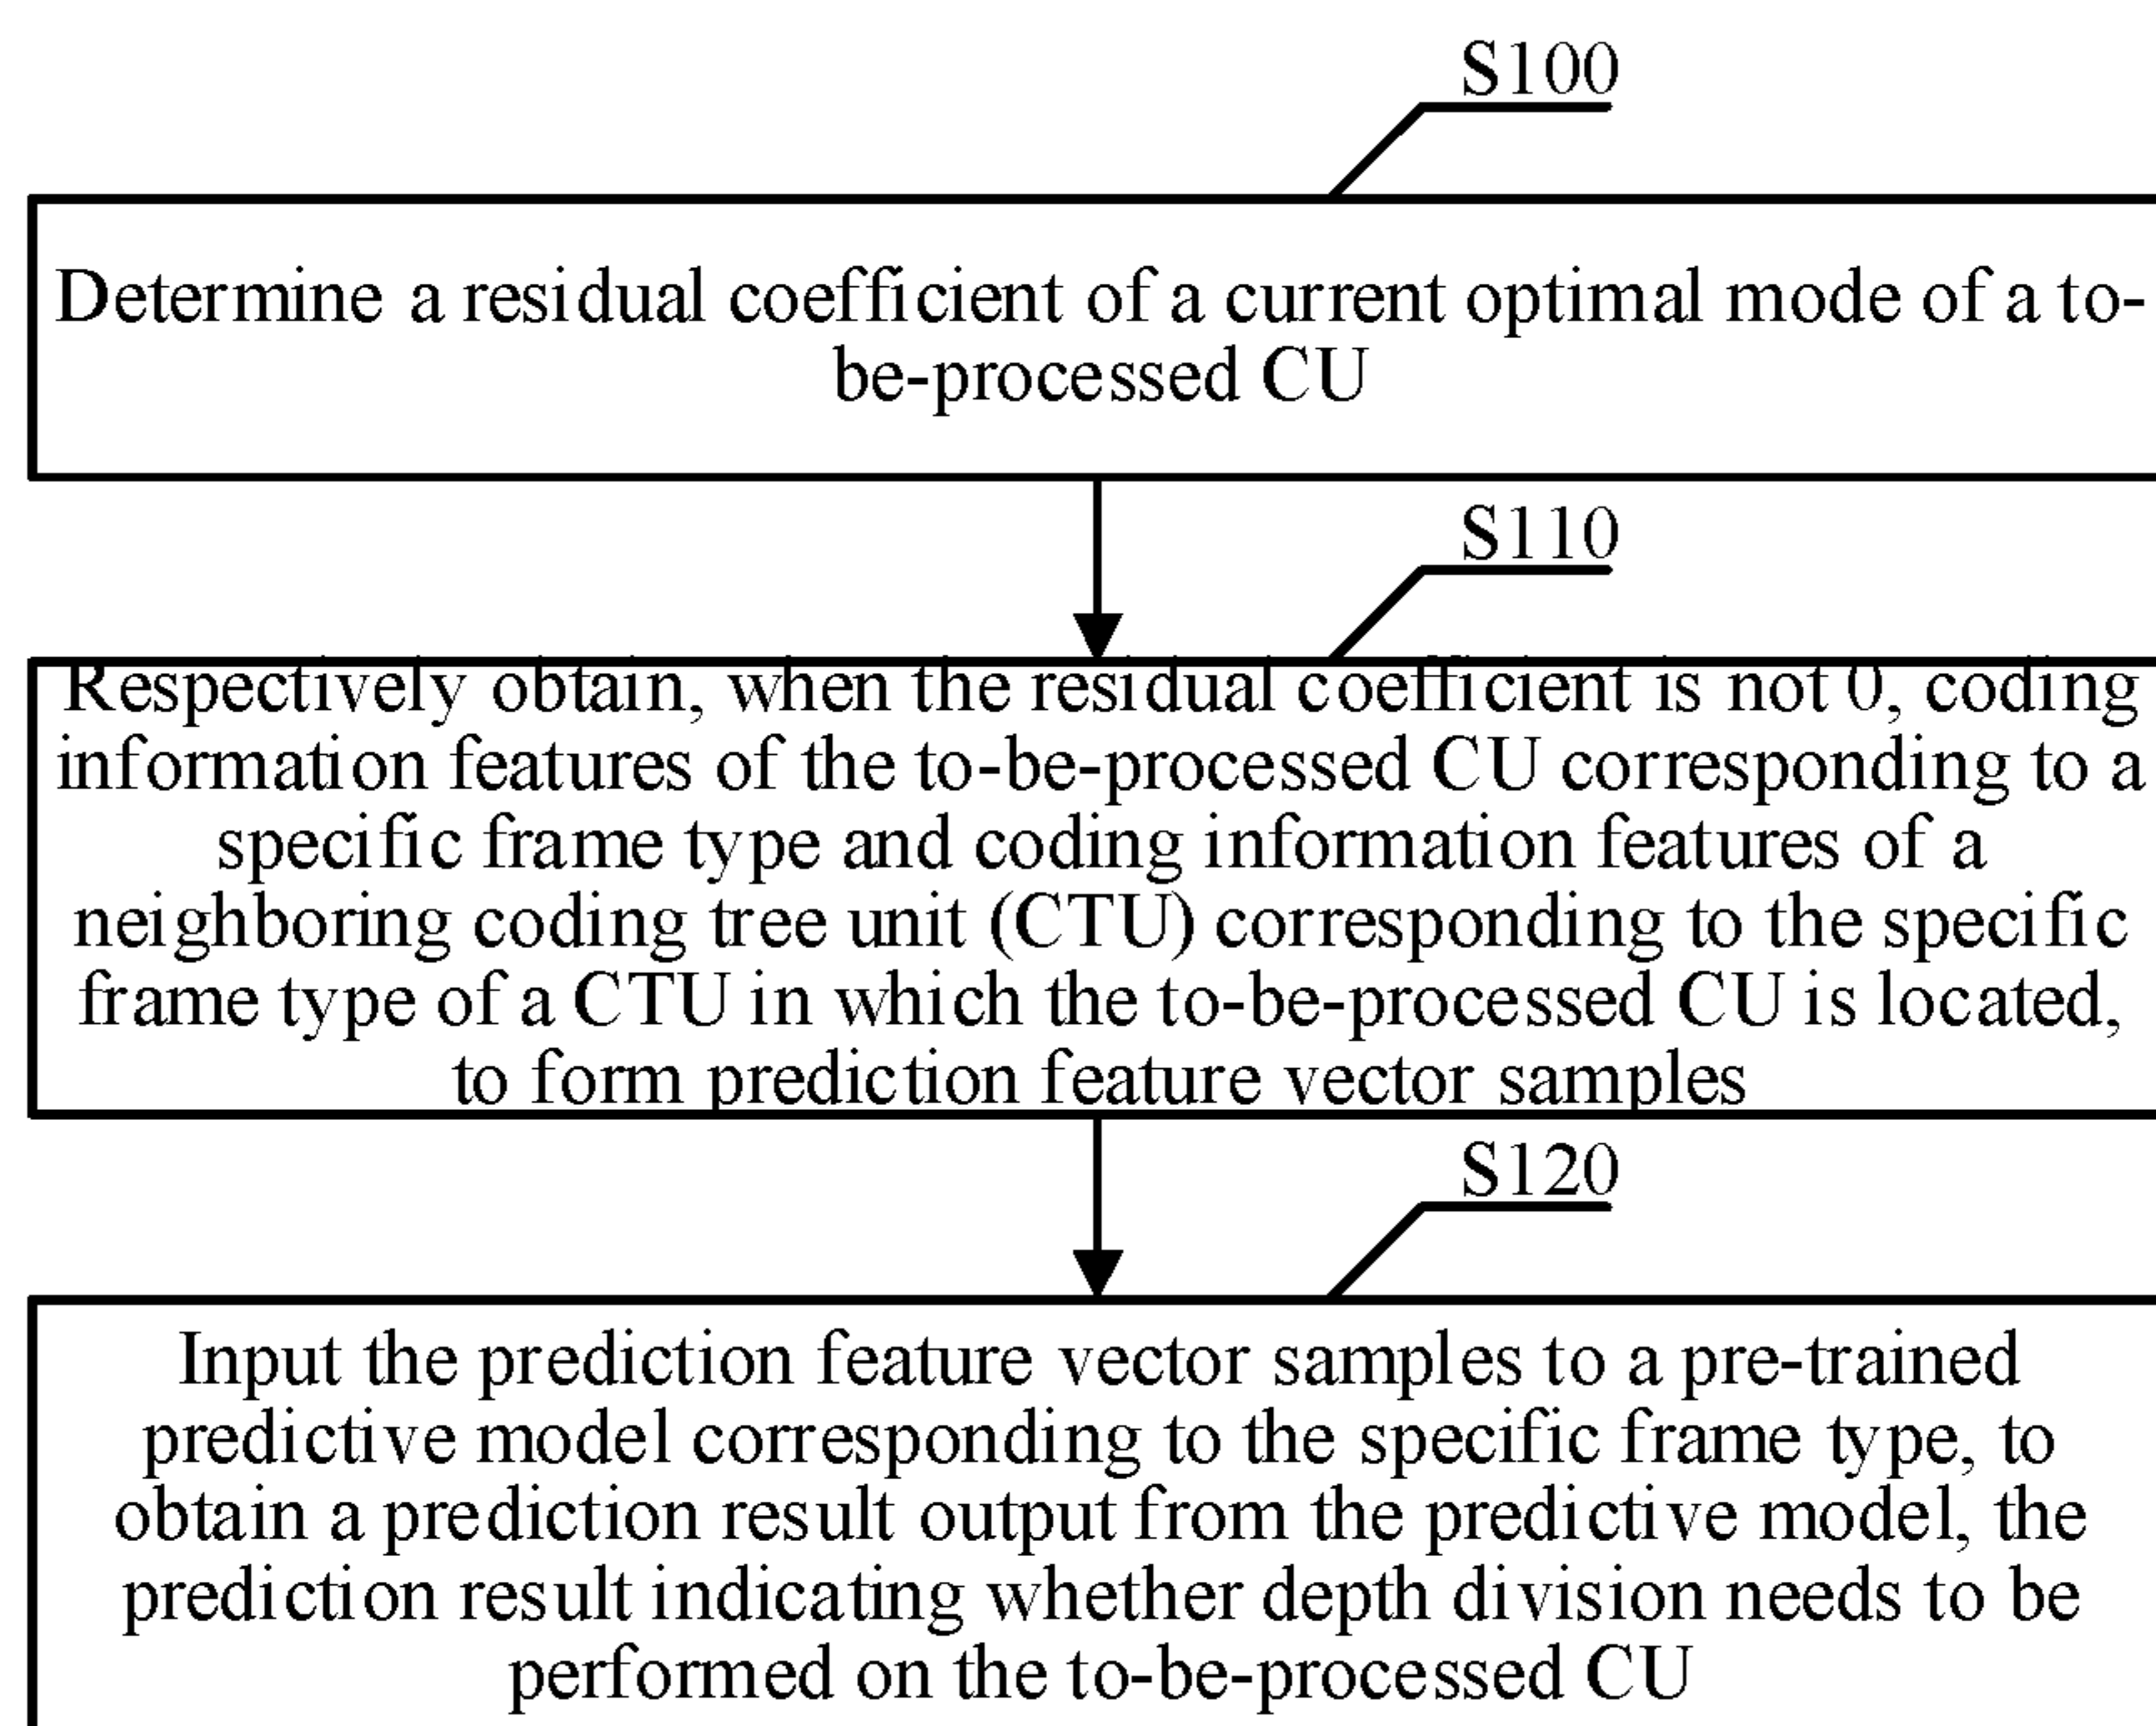 S100
Determine a residual coefficient of a current optimal mode of a to-
be-processed CU
S110
Respectively obtain, when the residual coefficient is not 0, coding
information features of the to-be-processed CU corresponding to a
specific frame type and coding information features of a
neighboring coding tree unit (CTU) corresponding to the specific
frame type of a CTU in which the to-be-processed CU is located,
to form prediction feature vector samples
S120
Input the prediction feature vector samples to a pre-trained
predictive model corresponding to the specific frame type, to
obtain a prediction result output from the predictive model, the
prediction result indicating whether depth division needs to be
performed on the to-be-processed CU